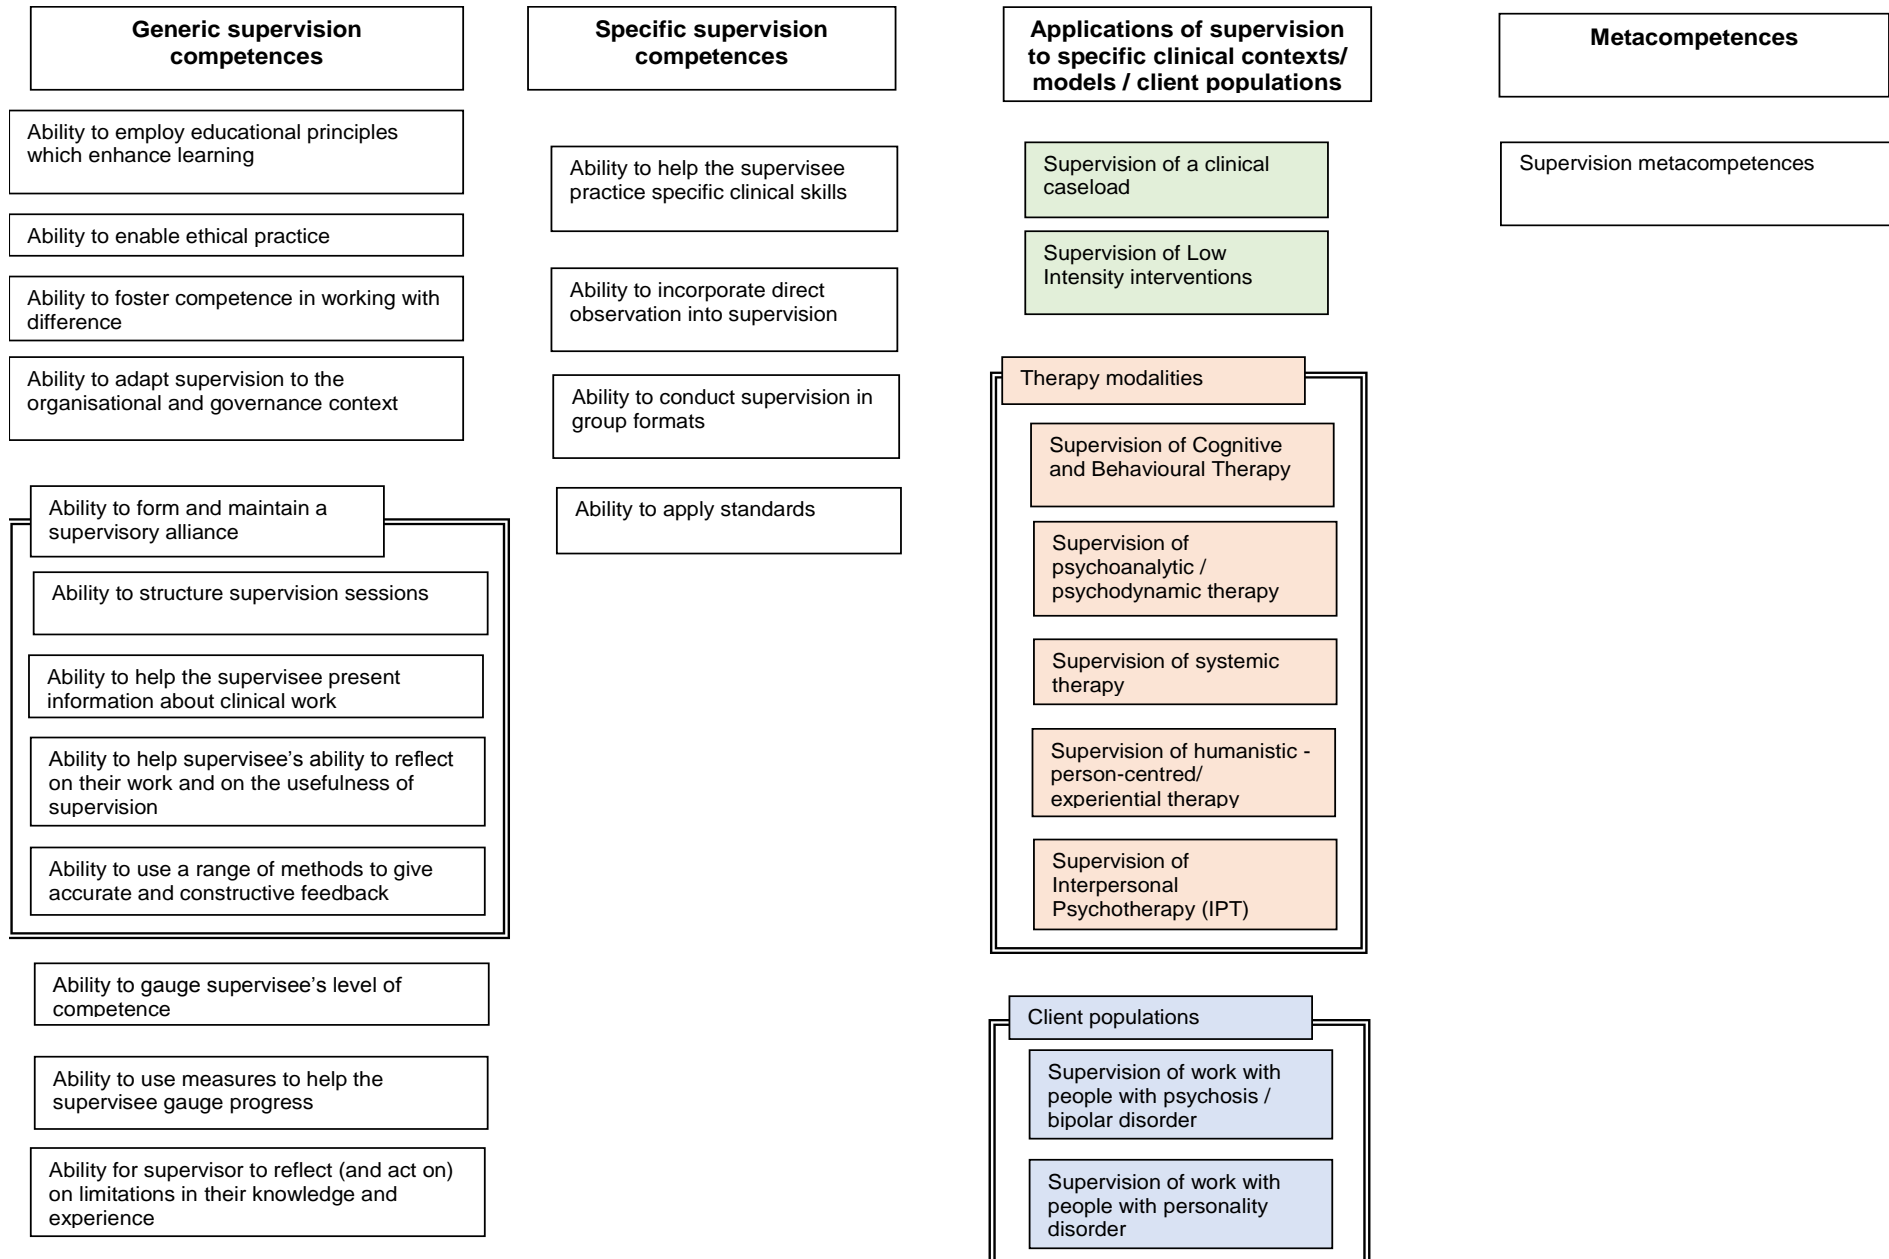 Generic supervision
competences
Ability to employ educational principles
which enhance learning
Ability to enable ethical practice
Ability to foster competence in working with
difference
Ability to adapt supervision to the
organisational and governance context
Ability to form and maintain a
supervisory alliance
Ability to structure supervision sessions
Ability to help the supervisee present
information about clinical work
Ability to help supervisee’s ability to reflect
on their work and on the usefulness of
supervision
Ability to use a range of methods to give
accurate and constructive feedback
Ability to gauge supervisee’s level of
competence
Ability to use measures to help the
supervisee gauge progress
Ability for supervisor to reflect (and act on)
on limitations in their knowledge and
experience
Specific supervision
competences
Ability to help the supervisee
practice specific clinical skills
Ability to incorporate direct
observation into supervision
Ability to conduct supervision in
group formats
Ability to apply standards
Applications of supervision
to specific clinical contexts/
models / client populations
Supervision of a clinical
caseload
Supervision of Low
Intensity interventions
Therapy modalities
Supervision of Cognitive
and Behavioural Therapy
Supervision of
psychoanalytic /
psychodynamic therapy
Supervision of systemic
therapy
Supervision of humanistic -
person-centred/
experiential therapy
Supervision of
Interpersonal
Psychotherapy (IPT)
Client populations
Supervision of work with
people with psychosis /
bipolar disorder
Supervision of work with
people with personality
disorder
Metacompetences
Supervision metacompetences